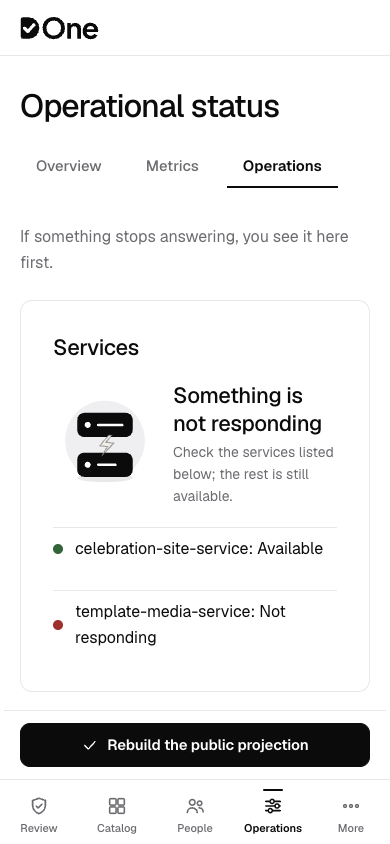 DOne
Operational status
Overview
Metrics
Operations
If something stops answering, you see it here
first.
Services
Something is
not responding
Check the services listed
below; the rest is still
available.
celebration-site-service: Available
template-media-service: Not
responding
Rebuild the public projection
Review
Catalog
People
Operations
More